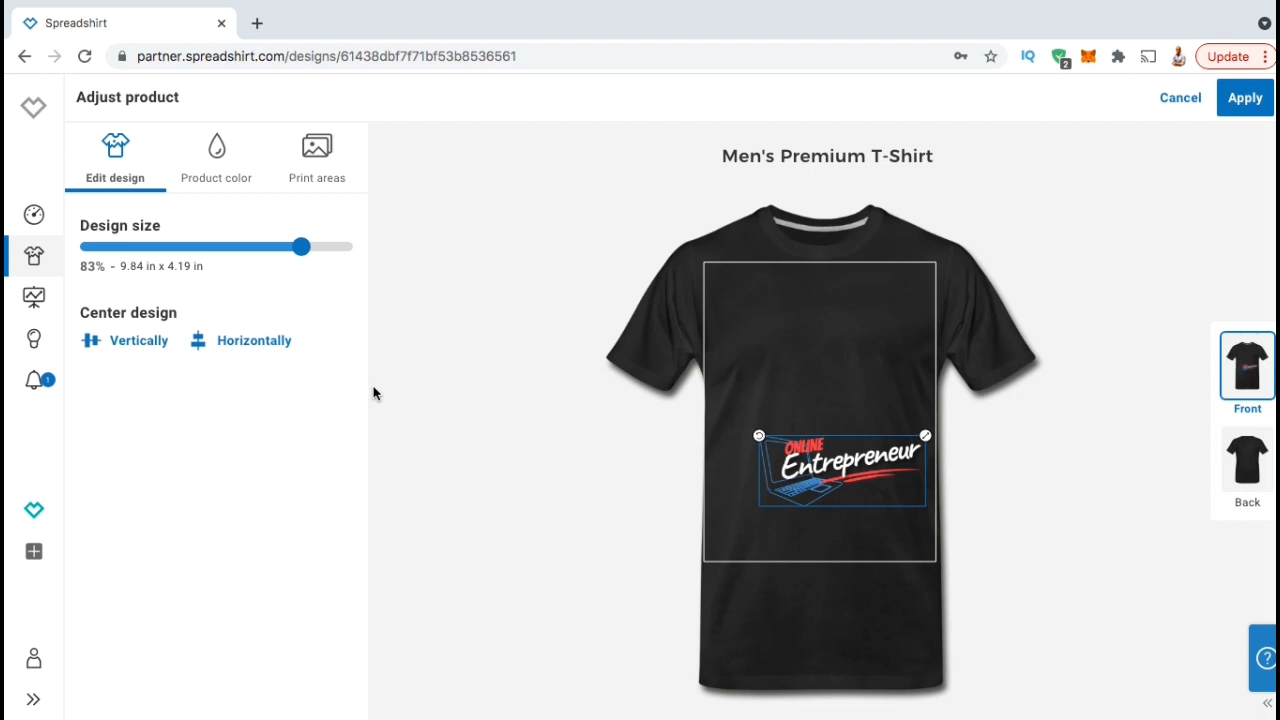 Spreadshirt
partner.spreadshirt.com/designs/61438dbf7f71bf53b8536561
IQ
2
Update
Adjust product
Cancel
Apply
Edit design
Product color
Print areas
Men's Premium T-Shirt
Design size
83% - 9.84 in x 4.19 in
Center design
Vertically
Horizontally
1
ONLINE
Entrepreneur
Front
Back
?